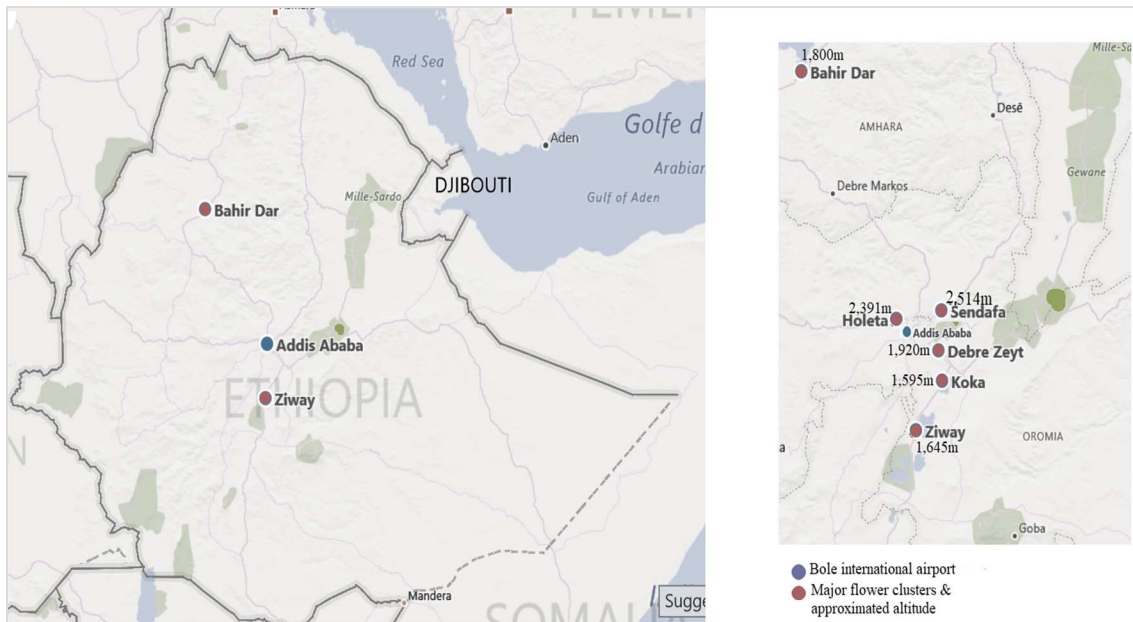 YEMEN
Red Sea
Golfe d
Aden
Arabian
Gulf of Aden
DJIBOUTI
Mille-Sardo
Bahir Dar
Addis Ababa
ETHIOPIA
Ziway
Mandera
Sugge
1,800m
Bahir Dar
Mille-S
Desē
AMHARA
Gewane
Debre Markos
2,514m
2,391m
Sendafa
Holeta
Addis Ababa
1,920m
Debre Zeyt
1,595m
Koka
Ziway
1,645m
OROMIA
a
Goba
Bole international airport
Major flower clusters &
approximated altitude